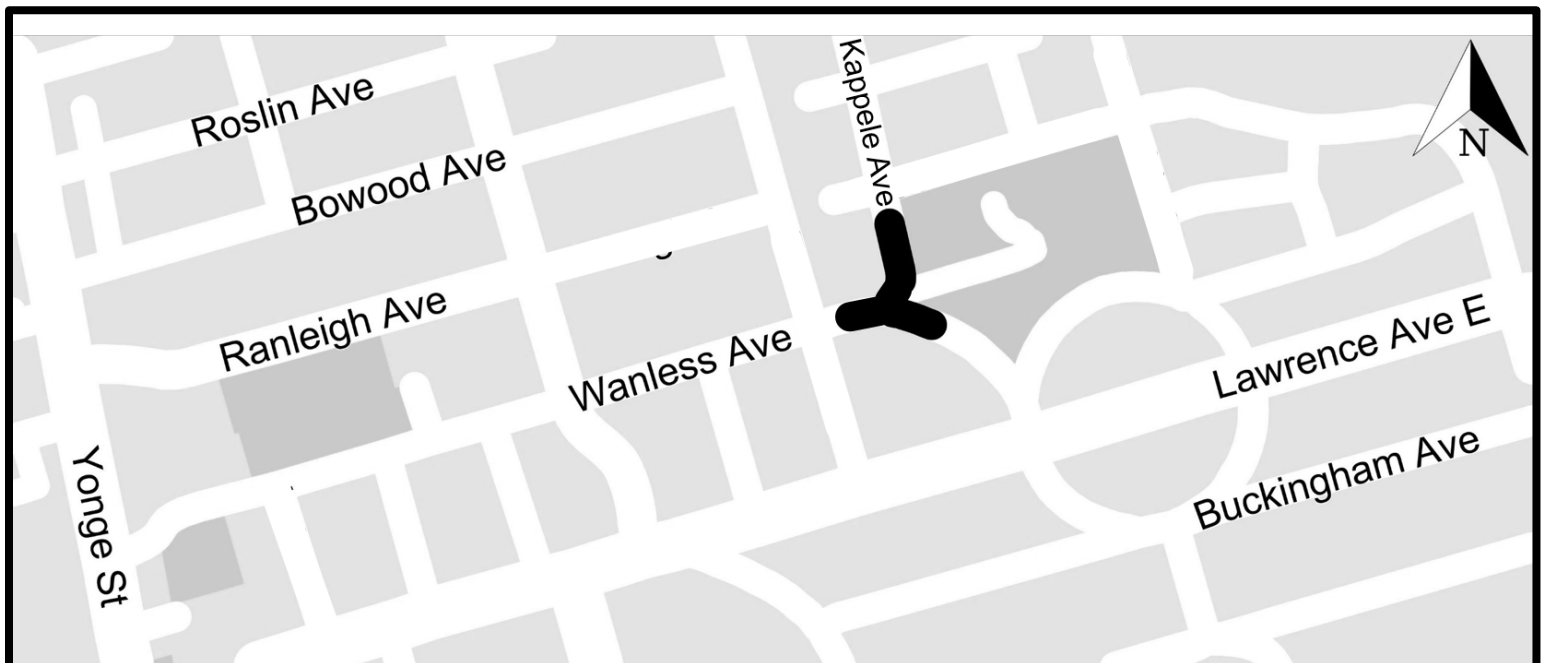 Kappele Ave
Roslin Ave
N
Bowood Ave
Ranleigh Ave
Wanless Ave
Lawrence Ave E
Yonge St
Buckingham Ave